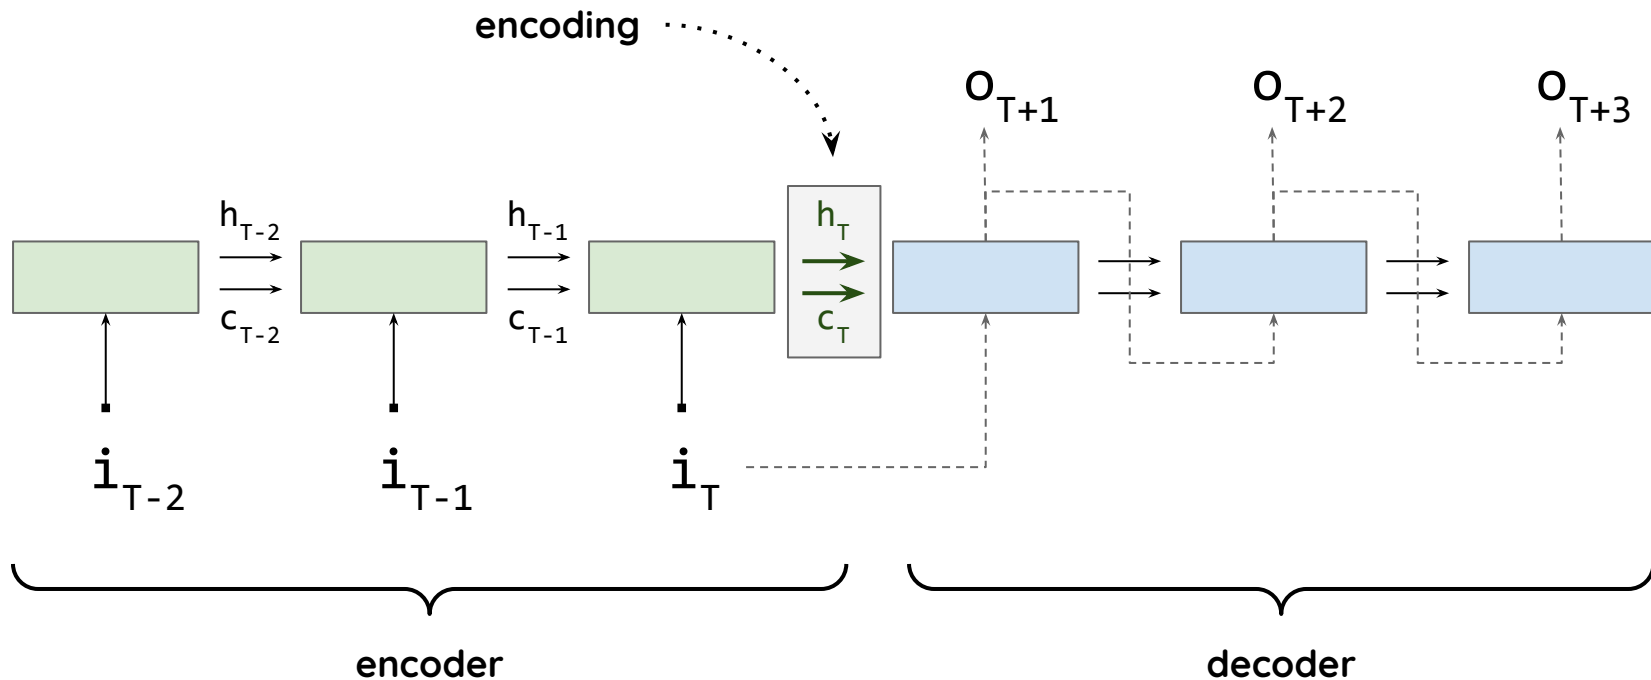 encoding
o_T+1
o_T+2
o_T+3
h_T-2
h_T-1
h_T
c_T-2
c_T-1
c_T
i_T-2
i_T-1
i_T
encoder
decoder